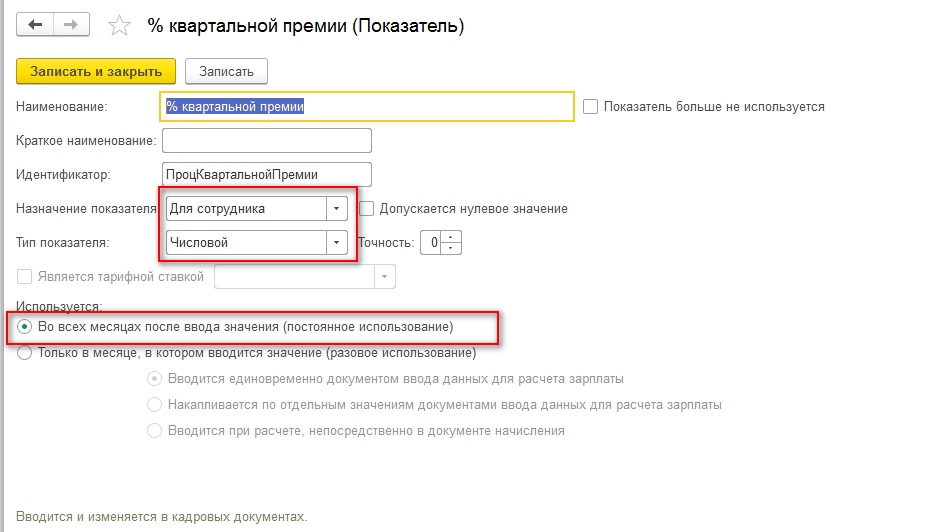 % квартальной премии (Показатель)
Записать и закрыть Записать
Наименование: % квартальной премии Показатель больше не используется
Краткое наименование:
Идентификатор: ПроцКвартальнойПремии
Назначение показателя Для сотрудника Допускается нулевое значение
Тип показателя: Числовой Точность: 0
Является тарифной ставкой
Используется:
Во всех месяцах после ввода значения (постоянное использование)
Только в месяце, в котором вводится значение (разовое использование)
Вводится единовременно документом ввода данных для расчета зарплаты
Накапливается по отдельным значениям документами ввода данных для расчета зарплаты
Вводится при расчете, непосредственно в документе начисления
Вводится и изменяется в кадровых документах.